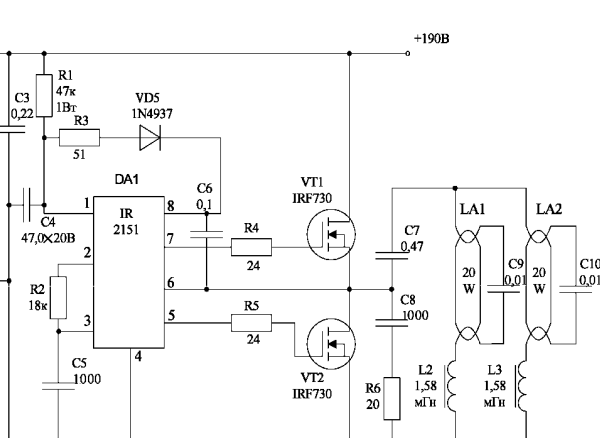 +190В
R1
47к
1Вт
C3
0,22
VD5
1N4937
R3
51
DA1
1
8
C6
0,1
VT1
IRF730
LA1
LA2
IR
2151
C4
47,0×20В
7
R4
24
C7
0,47
2
20
W
C9
0,01
20
W
C10
0,01
R2
18к
6
C8
1000
3
5
R5
24
4
C5
1000
VT2
IRF730
R6
20
L2
1,58
мГн
L3
1,58
мГн